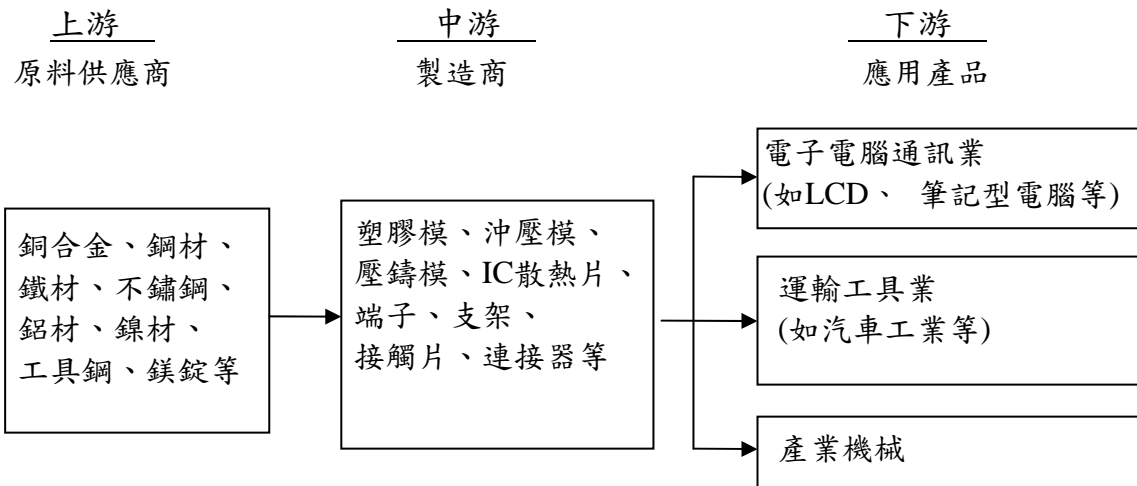 上游
原料供應商
中游
製造商
下游
應用產品
銅合金、鋼材、
鐵材、不鏽鋼、
鋁材、鎳材、
工具鋼、鎂錠等
塑膠模、沖壓模、
壓鑄模、IC散熱片、
端子、支架、
接觸片、連接器等
電子電腦通訊業
(如LCD、 筆記型電腦等)
運輸工具業
(如汽車工業等)
產業機械